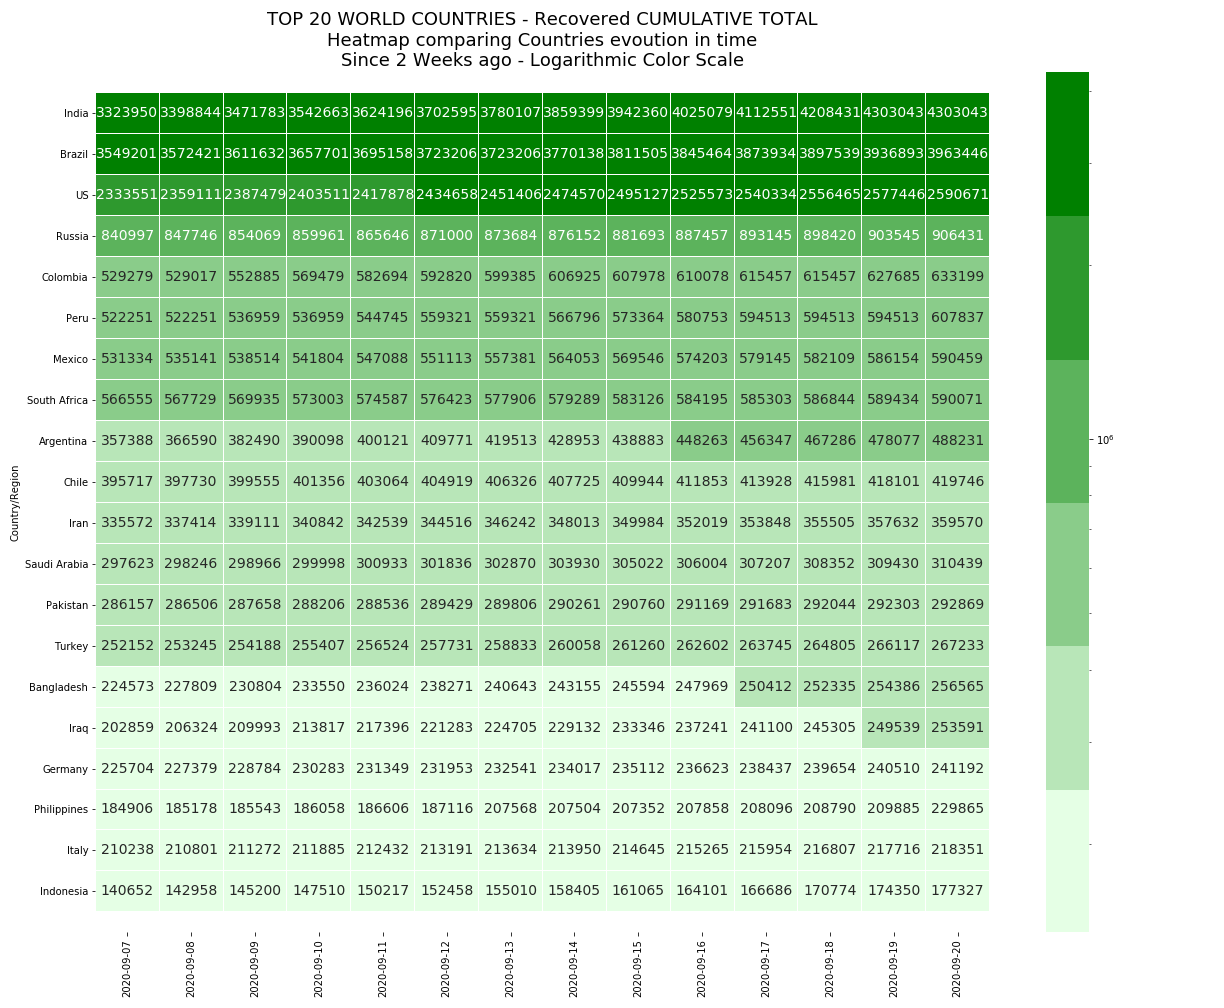 TOP 20 WORLD COUNTRIES - Recovered CUMULATIVE TOTAL
Heatmap comparing Countries evoution in time
Since 2 Weeks ago - Logarithmic Color Scale
India 3323950 3398844 3471783 3542663 3624196 3702595 3780107 3859399 3942360 4025079 4112551 4208431 4303043 4303043
Brazil 3549201 3572421 3611632 3657701 3695158 3723206 3723206 3770138 3811505 3845464 3873934 3897539 3936893 3963446
US 2333551 2359111 2387479 2403511 2417878 2434658 2451406 2474570 2495127 2525573 2540334 2556465 2577446 2590671
Russia 840997 847746 854069 859961 865646 871000 873684 876152 881693 887457 893145 898420 903545 906431
Colombia 529279 529017 552885 569479 582694 592820 599385 606925 607978 610078 615457 615457 627685 633199
Peru 522251 522251 536959 536959 544745 559321 559321 566796 573364 580753 594513 594513 594513 607837
Mexico 531334 535141 538514 541804 547088 551113 557381 564053 569546 574203 579145 582109 586154 590459
South Africa 566555 567729 569935 573003 574587 576423 577906 579289 583126 584195 585303 586844 589434 590071
Argentina 357388 366590 382490 390098 400121 409771 419513 428953 438883 448263 456347 467286 478077 488231
10⁶
Chile 395717 397730 399555 401356 403064 404919 406326 407725 409944 411853 413928 415981 418101 419746
Country/Region
Iran 335572 337414 339111 340842 342539 344516 346242 348013 349984 352019 353848 355505 357632 359570
Saudi Arabia 297623 298246 298966 299998 300933 301836 302870 303930 305022 306004 307207 308352 309430 310439
Pakistan 286157 286506 287658 288206 288536 289429 289806 290261 290760 291169 291683 292044 292303 292869
Turkey 252152 253245 254188 255407 256524 257731 258833 260058 261260 262602 263745 264805 266117 267233
Bangladesh 224573 227809 230804 233550 236024 238271 240643 243155 245594 247969 250412 252335 254386 256565
Iraq 202859 206324 209993 213817 217396 221283 224705 229132 233346 237241 241100 245305 249539 253591
Germany 225704 227379 228784 230283 231349 231953 232541 234017 235112 236623 238437 239654 240510 241192
Philippines 184906 185178 185543 186058 186606 187116 207568 207504 207352 207858 208096 208790 209885 229865
Italy 210238 210801 211272 211885 212432 213191 213634 213950 214645 215265 215954 216807 217716 218351
Indonesia 140652 142958 145200 147510 150217 152458 155010 158405 161065 164101 166686 170774 174350 177327
2020-09-07 2020-09-08 2020-09-09 2020-09-10 2020-09-11 2020-09-12 2020-09-13 2020-09-14 2020-09-15 2020-09-16 2020-09-17 2020-09-18 2020-09-19 2020-09-20